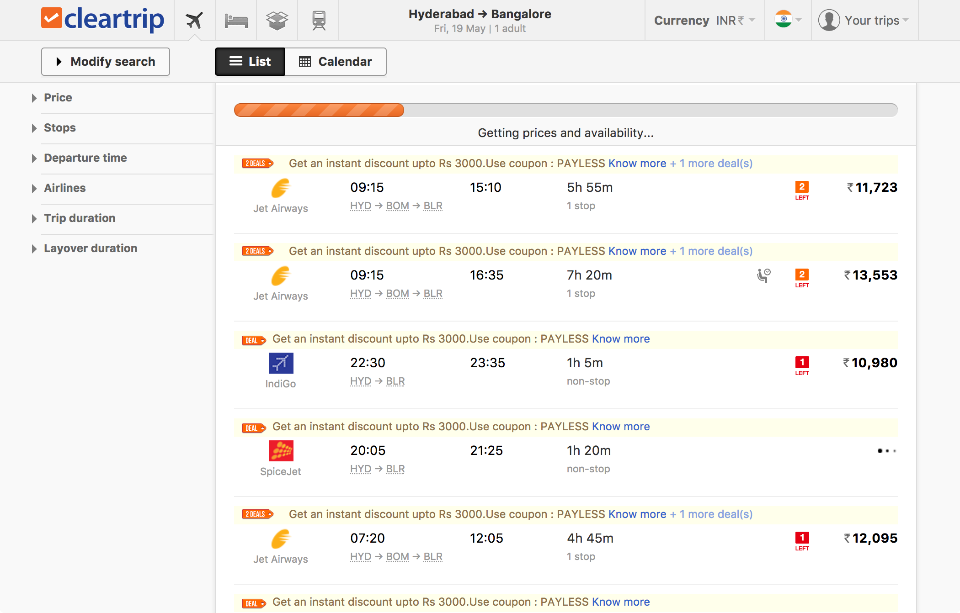 cleartrip
Hyderabad → Bangalore
Fri, 19 May | 1 adult
Currency INR ₹
Your trips
Modify search
List
Calendar
Price
Stops
Departure time
Airlines
Trip duration
Layover duration
Getting prices and availability...
2 DEALS Get an instant discount upto Rs 3000.Use coupon : PAYLESS Know more + 1 more deal(s)
09:15 15:10 5h 55m 2 LEFT ₹11,723
Jet Airways HYD → BOM → BLR 1 stop
2 DEALS Get an instant discount upto Rs 3000.Use coupon : PAYLESS Know more + 1 more deal(s)
09:15 16:35 7h 20m 2 LEFT ₹13,553
Jet Airways HYD → BOM → BLR 1 stop
DEAL Get an instant discount upto Rs 3000.Use coupon : PAYLESS Know more
22:30 23:35 1h 5m 1 LEFT ₹10,980
IndiGo HYD → BLR non-stop
DEAL Get an instant discount upto Rs 3000.Use coupon : PAYLESS Know more
20:05 21:25 1h 20m
SpiceJet HYD → BLR non-stop
2 DEALS Get an instant discount upto Rs 3000.Use coupon : PAYLESS Know more + 1 more deal(s)
07:20 12:05 4h 45m 1 LEFT ₹12,095
Jet Airways HYD → BOM → BLR 1 stop
DEAL Get an instant discount upto Rs 3000.Use coupon : PAYLESS Know more